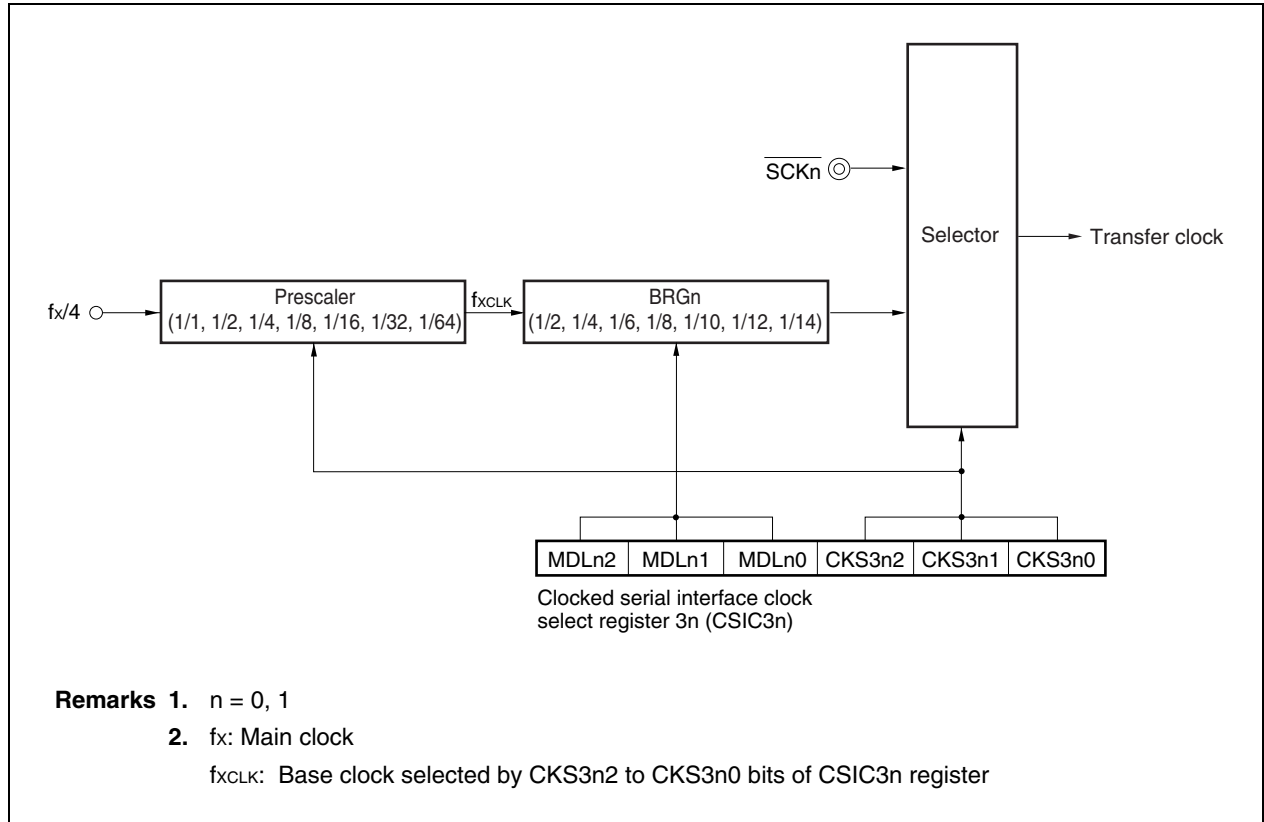 SCKn
Selector
Transfer clock
fx/4
Prescaler
(1/1, 1/2, 1/4, 1/8, 1/16, 1/32, 1/64)
fXCLK
BRGn
(1/2, 1/4, 1/6, 1/8, 1/10, 1/12, 1/14)
MDLn2 MDLn1 MDLn0 CKS3n2 CKS3n1 CKS3n0
Clocked serial interface clock
select register 3n (CSIC3n)
Remarks 1. n = 0, 1
2. fx: Main clock
fXCLK: Base clock selected by CKS3n2 to CKS3n0 bits of CSIC3n register